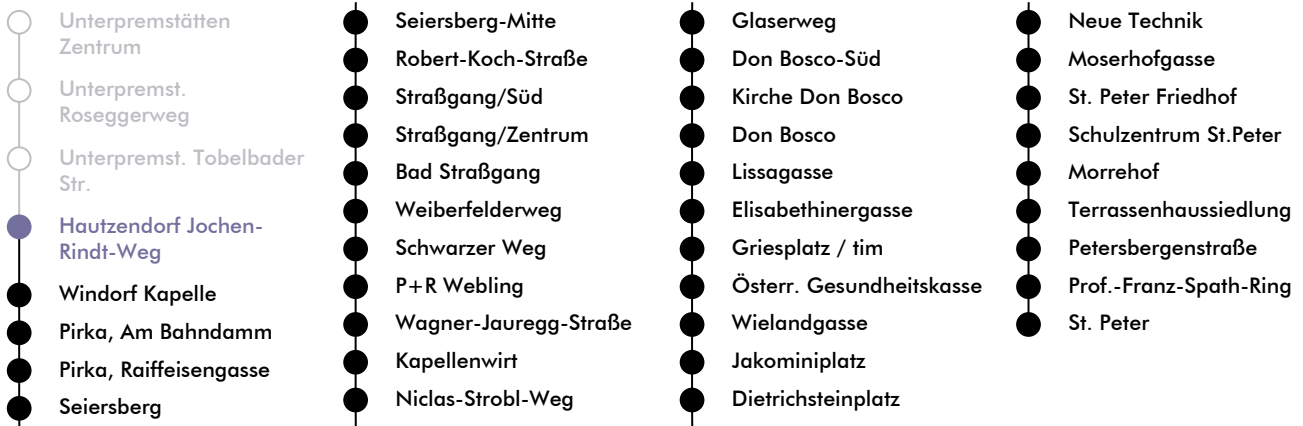 Unterpremstätten
Zentrum
Unterpremst.
Roseggerweg
Unterpremst. Tobelbader
Str.
Hautzendorf Jochen-
Rindt-Weg
Windorf Kapelle
Pirka, Am Bahndamm
Pirka, Raiffeisengasse
Seiersberg
Seiersberg-Mitte
Robert-Koch-Straße
Straßgang/Süd
Straßgang/Zentrum
Bad Straßgang
Weiberfelderweg
Schwarzer Weg
P+R Webling
Wagner-Jauregg-Straße
Kapellenwirt
Niclas-Strobl-Weg
Glaserweg
Don Bosco-Süd
Kirche Don Bosco
Don Bosco
Lissagasse
Elisabethinergasse
Griesplatz / tim
Österr. Gesundheitskasse
Wielandgasse
Jakominiplatz
Dietrichsteinplatz
Neue Technik
Moserhofgasse
St. Peter Friedhof
Schulzentrum St.Peter
Morrehof
Terrassenhaussiedlung
Petersbergenstraße
Prof.-Franz-Spath-Ring
St. Peter